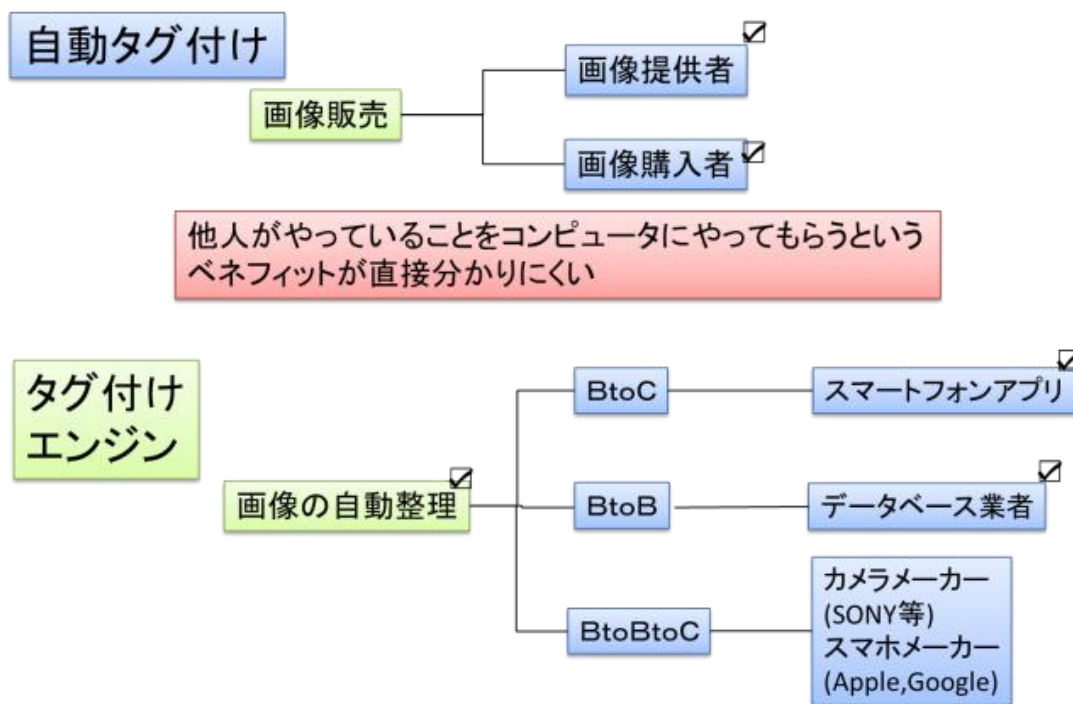 自動タグ付け
画像提供者
画像販売
画像購入者
他人がやっていることをコンピュータにやってもらうという
ベネフィットが直接分かりにくい
タグ付け
エンジン
BtoC
スマートフォンアプリ
画像の自動整理
BtoB
データベース業者
BtoBtoC
カメラメーカー
(SONY等)
スマホメーカー
(Apple,Google)